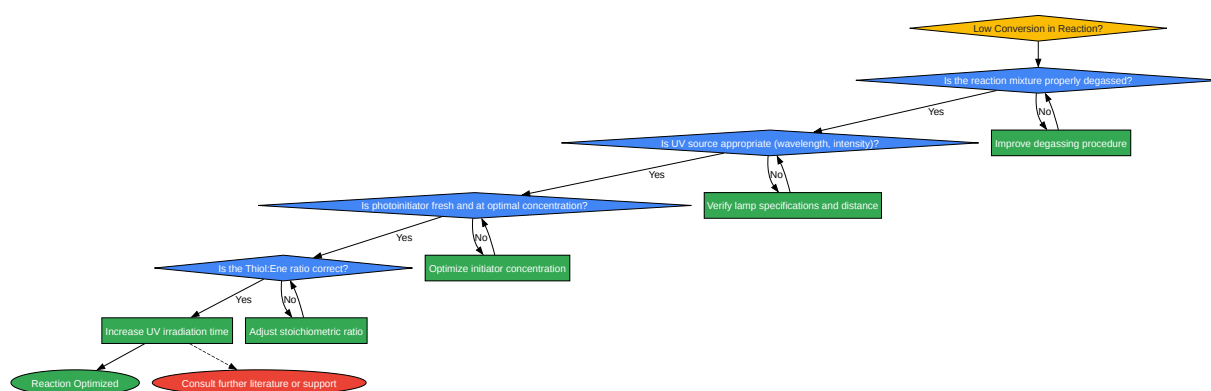 Low Conversion in Reaction?
Is the reaction mixture properly degassed?
Yes
No
Is UV source appropriate (wavelength, intensity)?
Improve degassing procedure
Yes
No
Is photoinitiator fresh and at optimal concentration?
Verify lamp specifications and distance
Yes
No
Is the Thiol:Ene ratio correct?
Optimize initiator concentration
Yes
No
Increase UV irradiation time
Adjust stoichiometric ratio
Reaction Optimized
Consult further literature or support